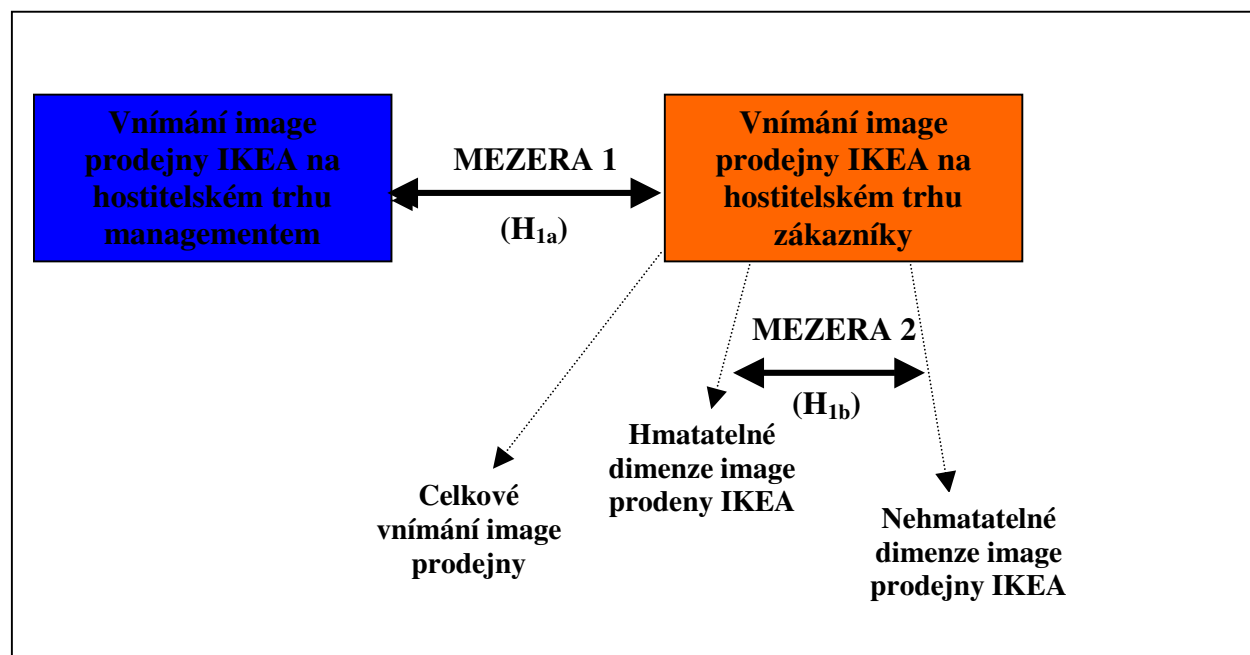 Vnímání image
prodejny IKEA na
hostitelském trhu
managementem
MEZERA 1
(H1a)
Vnímání image
prodejny IKEA na
hostitelském trhu
zákazníky
MEZERA 2
(H1b)
Celkové
vnímání image
prodejny
Hmatatelné
dimenze image
prodeny IKEA
Nehmatatelné
dimenze image
prodejny IKEA